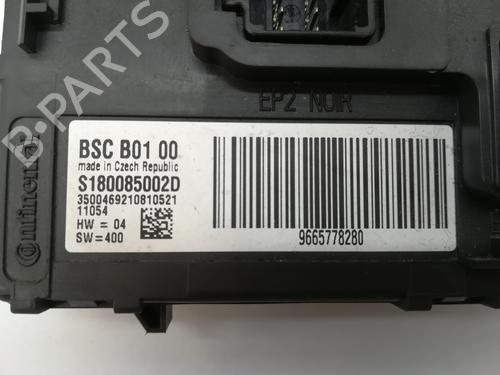 EP2 NOIR
BSC B01 00
made in Czech Republic
S180085002D
3500469210810521
11054
HW = 04
SW=400
9665778280
Continental
B-PARTS